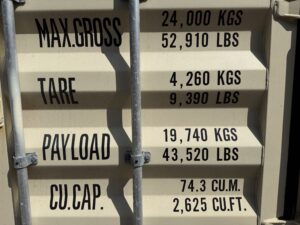 MAX.GROSS 24,000 KGS
52,910 LBS
TARE 4,260 KGS
9,390 LBS
PAYLOAD 19,740 KGS
43,520 LBS
CU.CAP. 74.3 CU.M.
2,625 CU.FT.